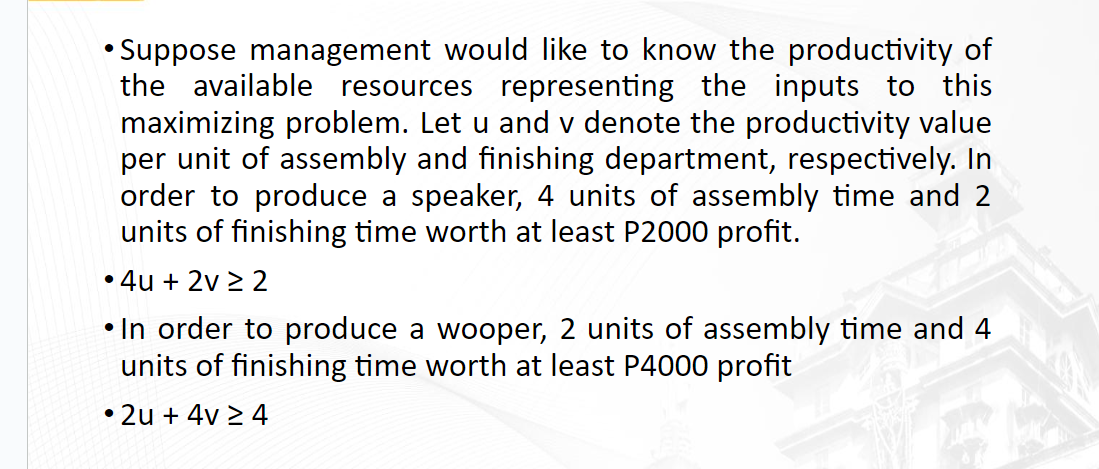 • Suppose management would like to know the productivity of
the available resources representing the inputs to this
maximizing problem. Let u and v denote the productivity value
per unit of assembly and finishing department, respectively. In
order to produce a speaker, 4 units of assembly time and 2
units of finishing time worth at least P2000 profit.
• 4u + 2v ≥ 2
• In order to produce a wooper, 2 units of assembly time and 4
units of finishing time worth at least P4000 profit
• 2u + 4v ≥ 4